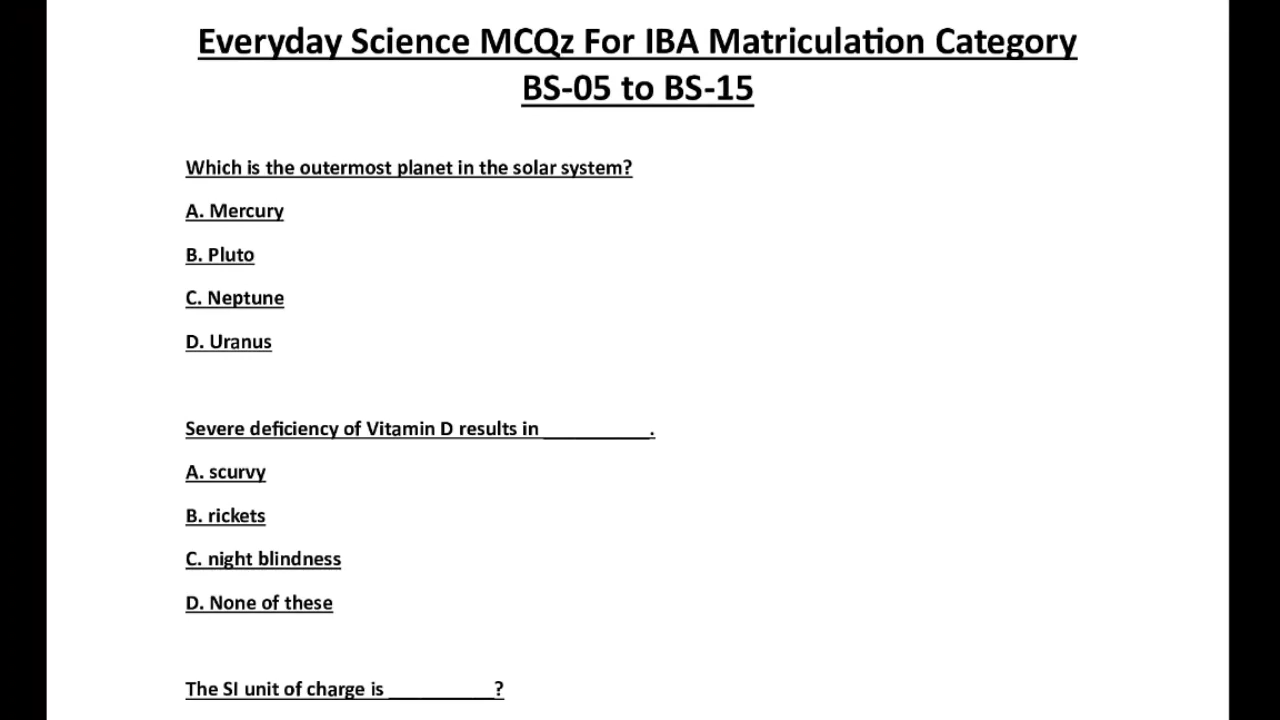 Everyday Science MCQz For IBA Matriculation Category
BS-05 to BS-15
Which is the outermost planet in the solar system?
A. Mercury
B. Pluto
C. Neptune
D. Uranus
Severe deficiency of Vitamin D results in __________.
A. scurvy
B. rickets
C. night blindness
D. None of these
The SI unit of charge is __________?